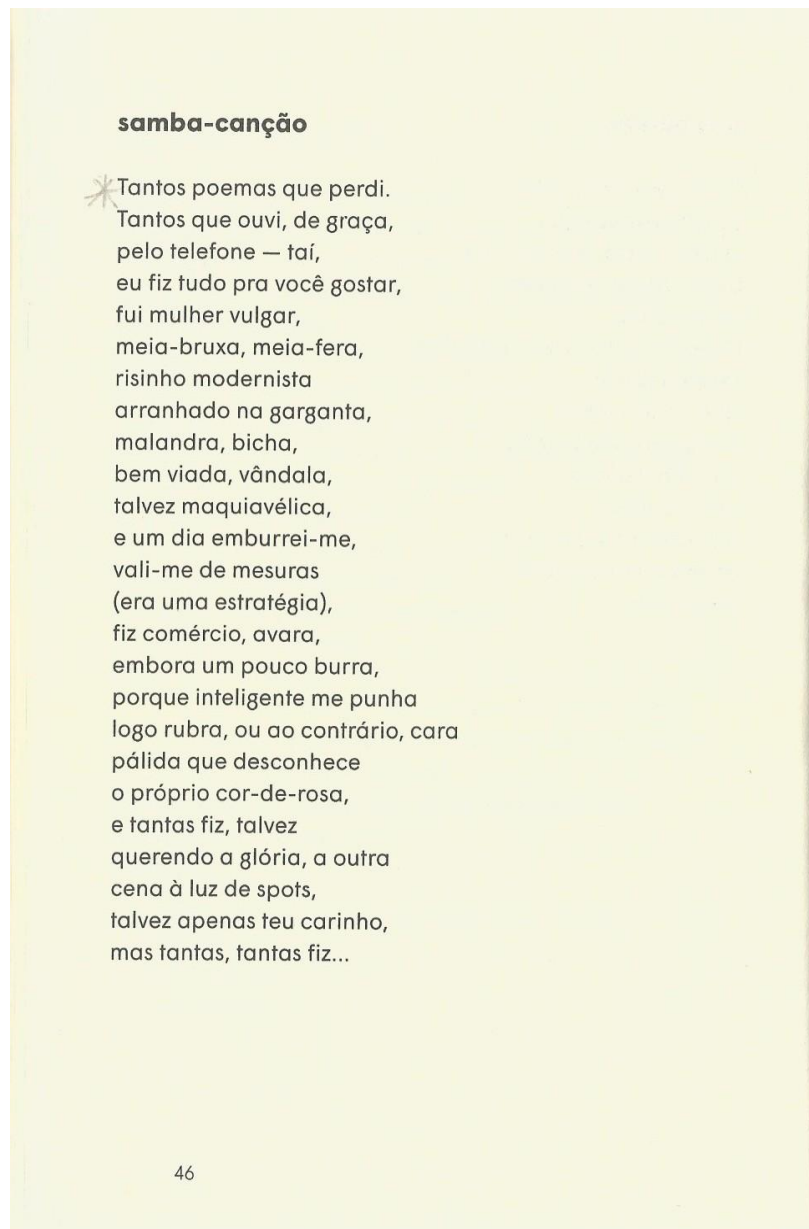 samba-canção
Tantos poemas que perdi.
Tantos que ouvi, de graça,
pelo telefone — taí,
eu fiz tudo pra você gostar,
fui mulher vulgar,
meia-bruxa, meia-fera,
risinho modernista
arranhado na garganta,
malandra, bicha,
bem viada, vândala,
talvez maquiavélica,
e um dia emburrei-me,
vali-me de mesuras
(era uma estratégia),
fiz comércio, avara,
embora um pouco burra,
porque inteligente me punha
logo rubra, ou ao contrário, cara
pálida que desconhece
o próprio cor-de-rosa,
e tantas fiz, talvez
querendo a glória, a outra
cena à luz de spots,
talvez apenas teu carinho,
mas tantas, tantas fiz...
46